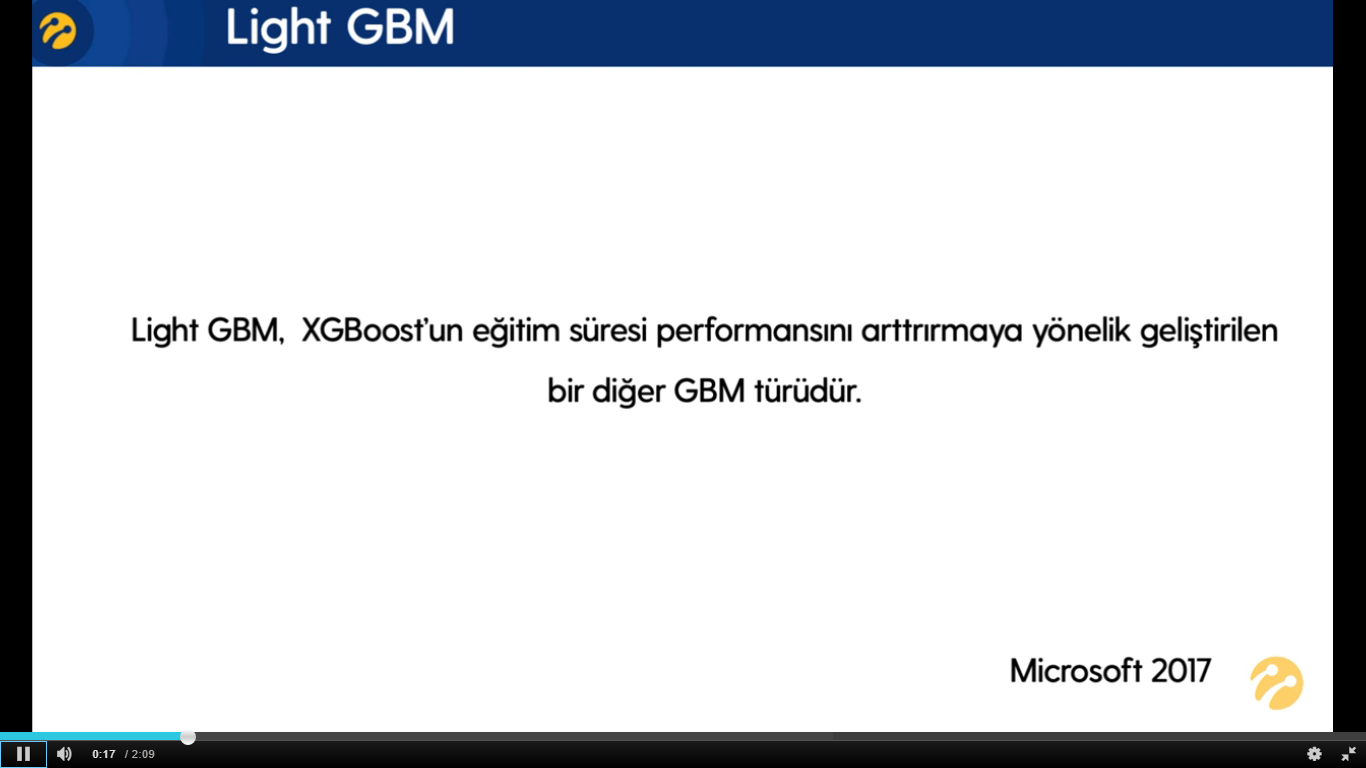 Light GBM
Light GBM, XGBoost'un eğitim süresi performansını arttrırmaya yönelik geliştirilen
bir diğer GBM türüdür.
Microsoft 2017
0:17 / 2:09